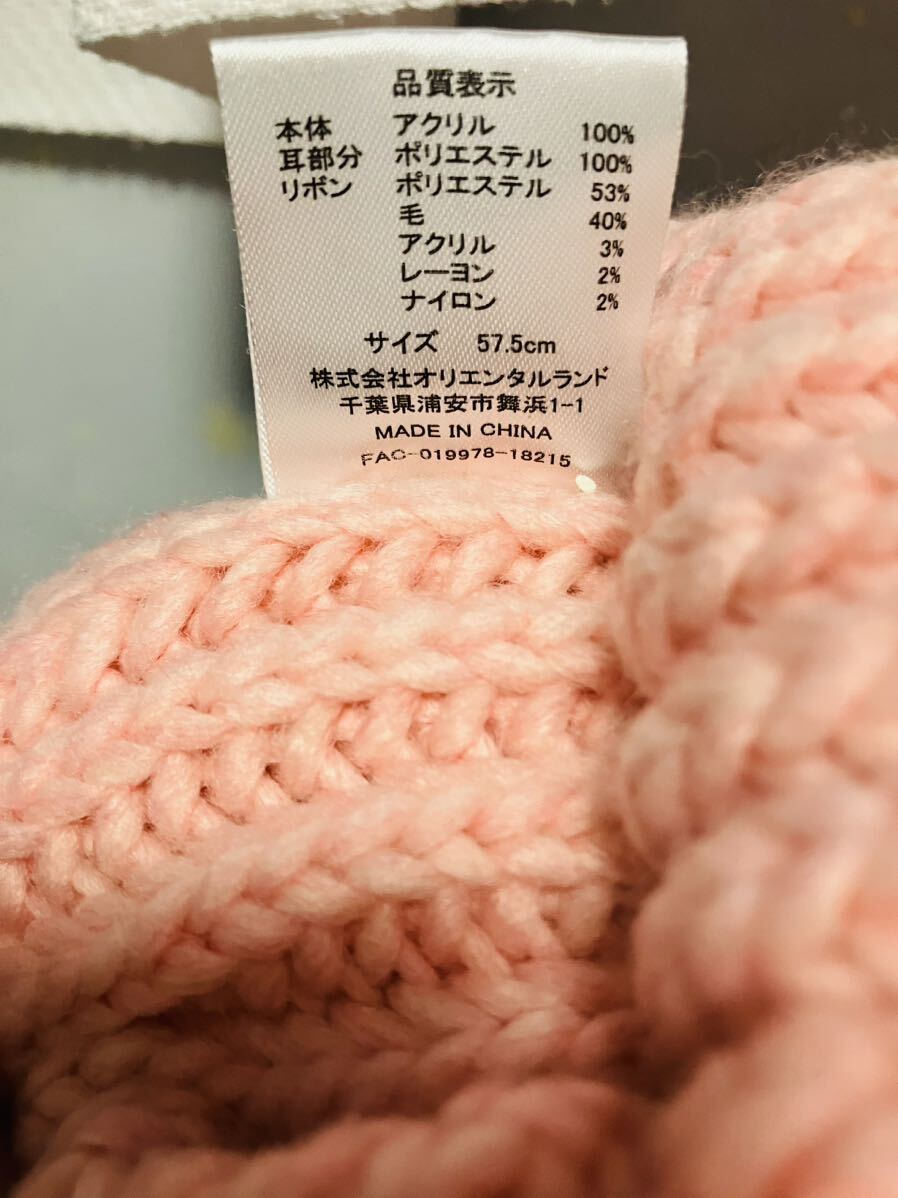 品質表示
本体 アクリル 100%
耳部分 ポリエステル 100%
リボン ポリエステル 53%
毛 40%
アクリル 3%
レーヨン 2%
ナイロン 2%
サイズ 57.5cm
株式会社オリエンタルランド
千葉県浦安市舞浜1-1
MADE IN CHINA
FAC-019978-18215